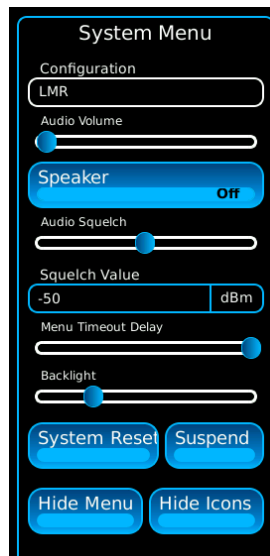 System Menu
Configuration
LMR
Audio Volume
Speaker
Off
Audio Squelch
Squelch Value
-50 dBm
Menu Timeout Delay
Backlight
System Reset Suspend
Hide Menu Hide Icons